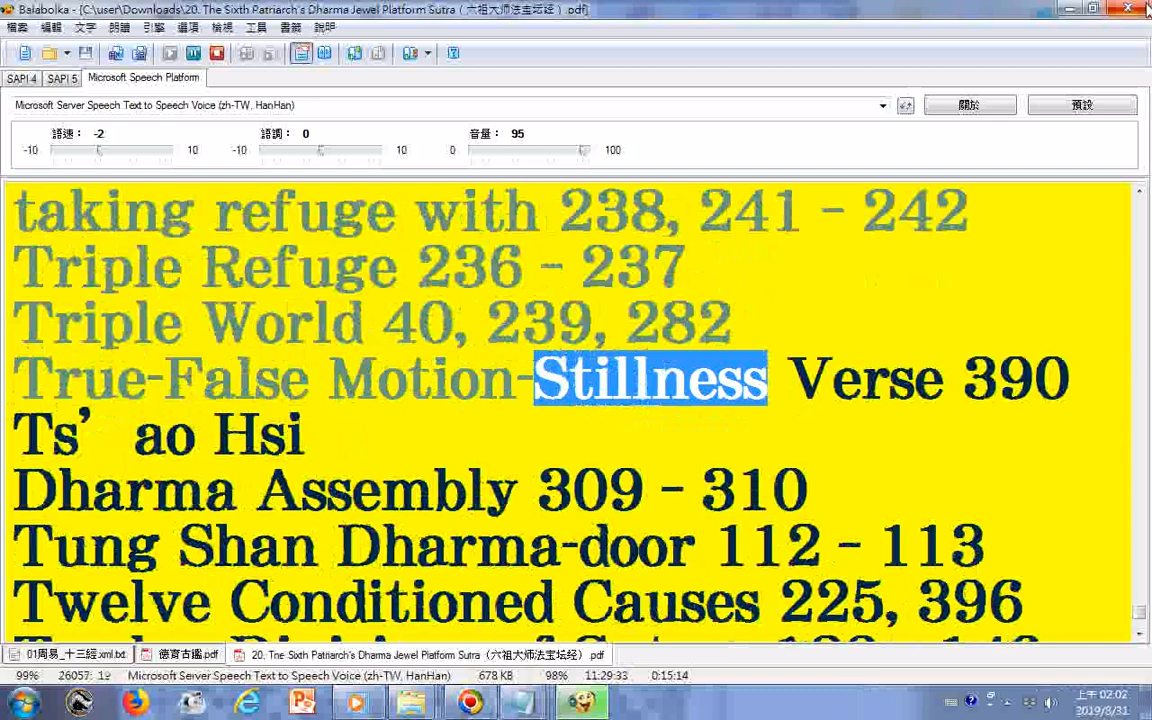 Balabolka - [C:\user\Downloads\20. The Sixth Patriarch's Dharma Jewel Platform Sutra（六祖大师法宝坛经）.pdf]
檔案 編輯 文字 朗讀 引擎 選項 檢視 工具 書籤 說明
SAPI 4 SAPI 5 Microsoft Speech Platform
Microsoft Server Speech Text to Speech Voice (zh-TW, HanHan) 關於 預設
語速： -2 語調： 0 音量： 95
-10 10 -10 10 0 100
taking refuge with 238, 241 - 242
Triple Refuge 236 - 237
Triple World 40, 239, 282
True-False Motion-Stillness Verse 390
Ts’ao Hsi
Dharma Assembly 309 - 310
Tung Shan Dharma-door 112 - 113
Twelve Conditioned Causes 225, 396
01周易_十三經.xml.txt 德育古鑑.pdf 20. The Sixth Patriarch's Dharma Jewel Platform Sutra（六祖大师法宝坛经）.pdf
99% 26057: 19 Microsoft Server Speech Text to Speech Voice (zh-TW, HanHan) 678 KB 98% 11:29:33 0:15:14
上午 02:02
2019/8/31